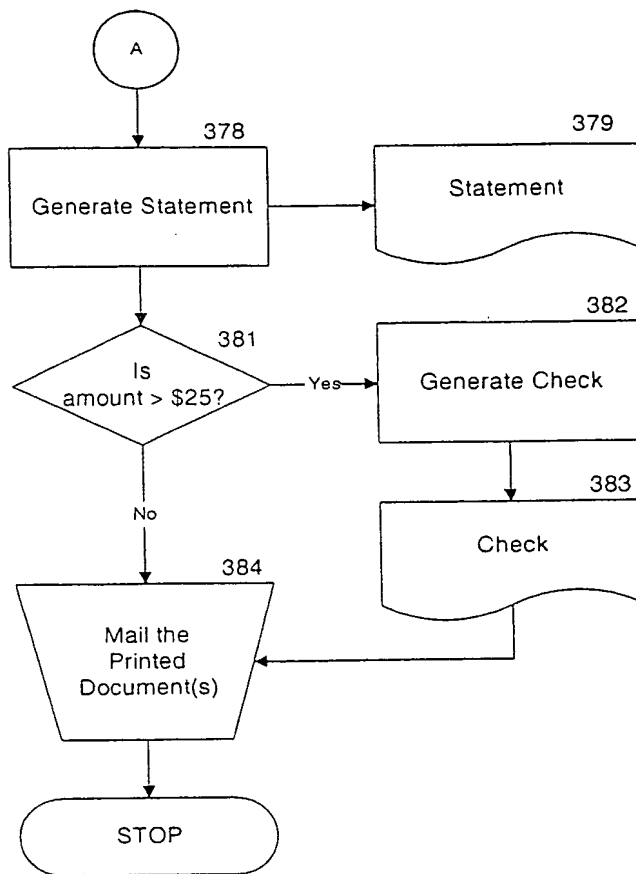 A
378
Generate Statement
379
Statement
381
Is
amount > $25?
Yes
382
Generate Check
383
Check
No
384
Mail the
Printed
Document(s)
STOP